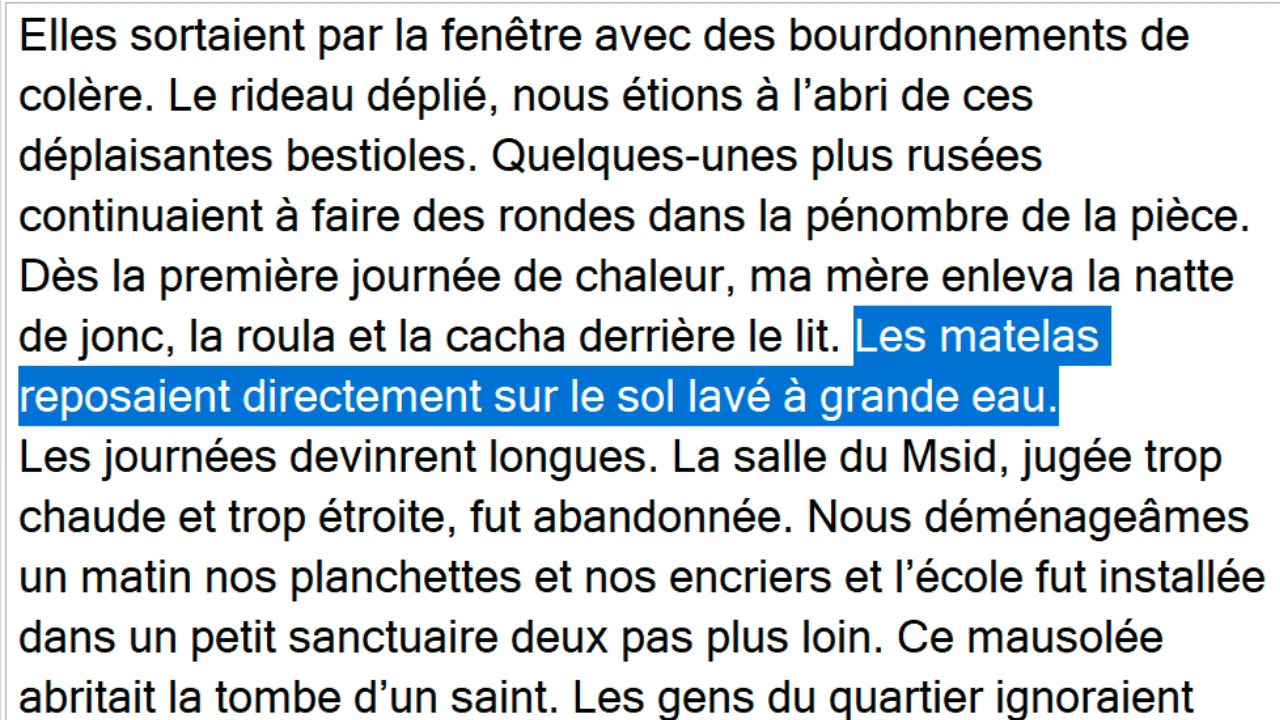 Elles sortaient par la fenêtre avec des bourdonnements de
colère. Le rideau déplié, nous étions à l’abri de ces
déplaisantes bestioles. Quelques-unes plus rusées
continuaient à faire des rondes dans la pénombre de la pièce.
Dès la première journée de chaleur, ma mère enleva la natte
de jonc, la roula et la cacha derrière le lit. Les matelas
reposaient directement sur le sol lavé à grande eau.
Les journées devinrent longues. La salle du Msid, jugée trop
chaude et trop étroite, fut abandonnée. Nous déménageâmes
un matin nos planchettes et nos encriers et l’école fut installée
dans un petit sanctuaire deux pas plus loin. Ce mausolée
abritait la tombe d’un saint. Les gens du quartier ignoraient